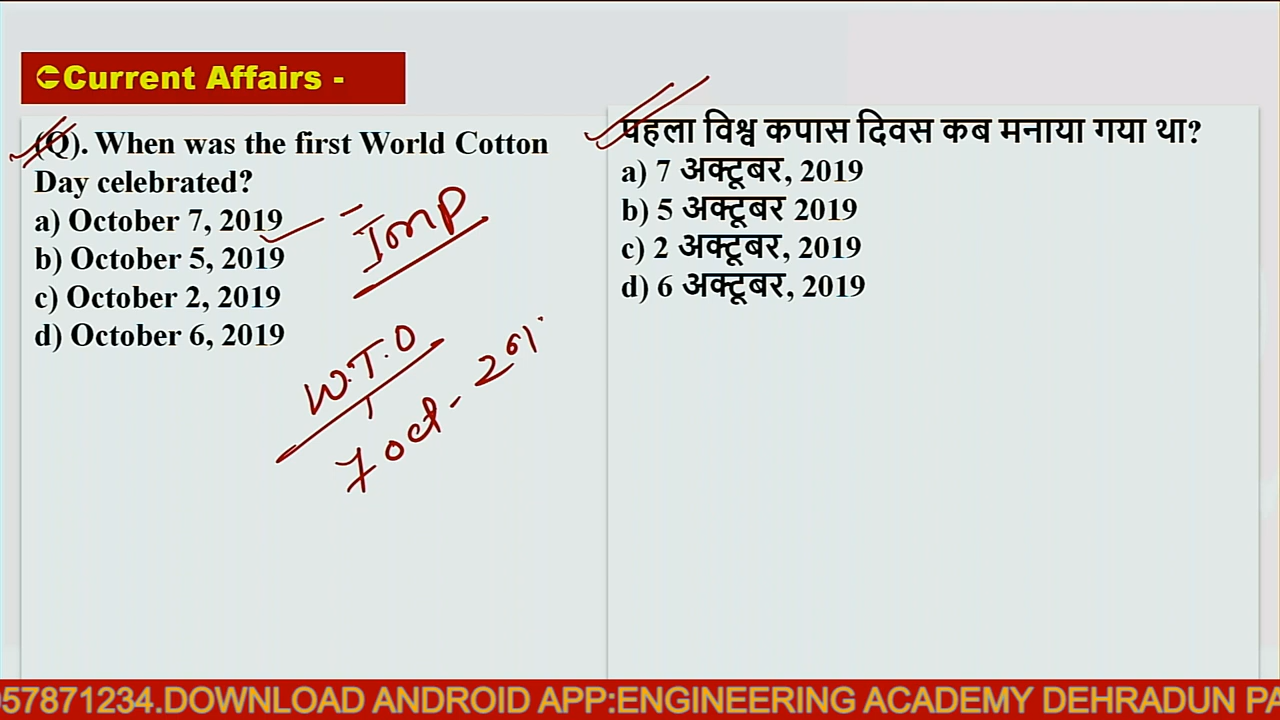 Current Affairs -
(Q). When was the first World Cotton
Day celebrated?
a) October 7, 2019
b) October 5, 2019
c) October 2, 2019
d) October 6, 2019
Imp
W.T.O
7 oct - 201
पहला विश्व कपास दिवस कब मनाया गया था?
a) 7 अक्टूबर, 2019
b) 5 अक्टूबर 2019
c) 2 अक्टूबर, 2019
d) 6 अक्टूबर, 2019
057871234.DOWNLOAD ANDROID APP:ENGINEERING ACADEMY DEHRADUN PA